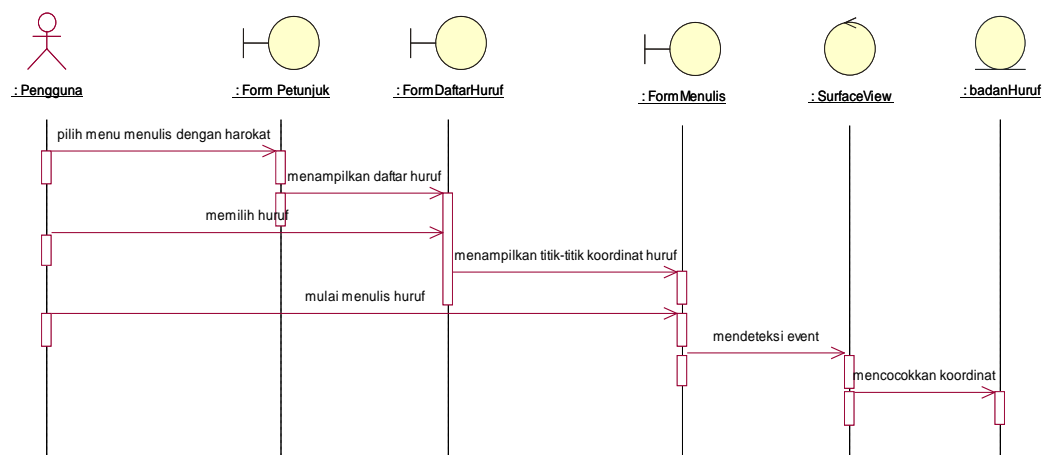 : Pengguna
: Form Petunjuk
: FormDaftarHuruf
: FormMenulis
: SurfaceView
: badanHuruf
pilih menu menulis dengan harokat
menampilkan daftar huruf
memilih huruf
menampilkan titik-titik koordinat huruf
mulai menulis huruf
mendeteksi event
mencocokkan koordinat